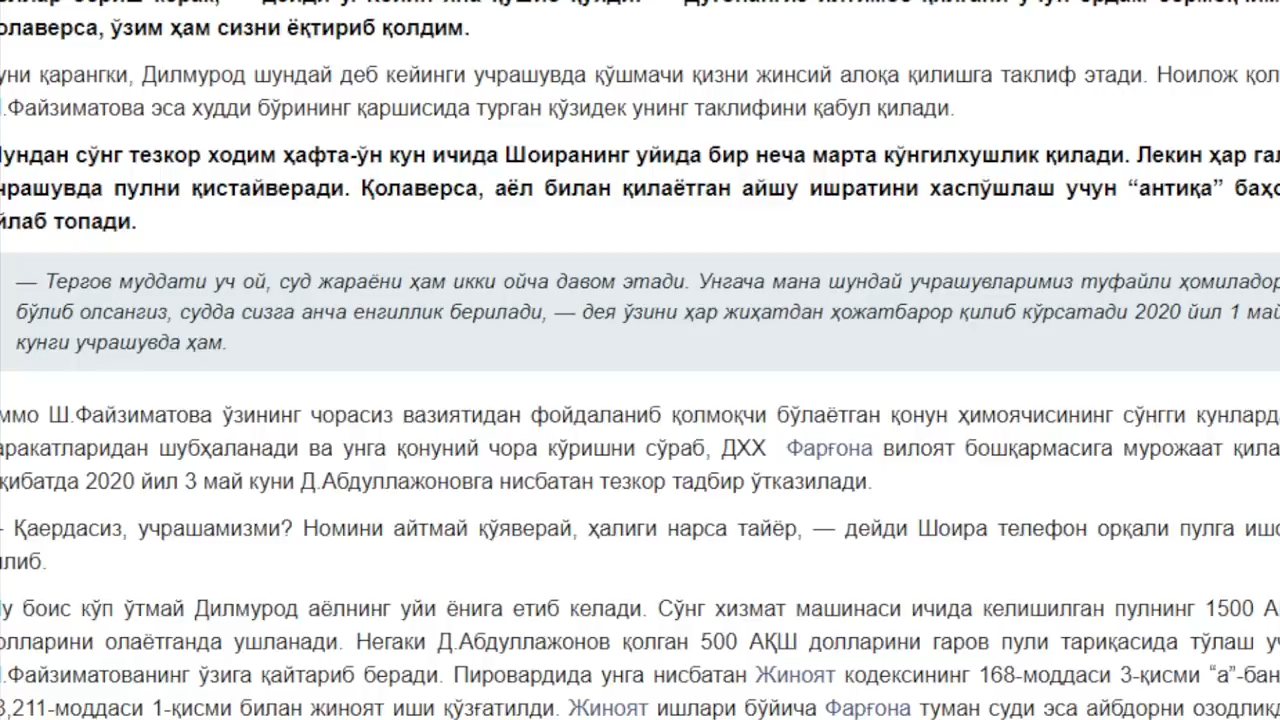 қолаверса, ўзим ҳам сизни ёқтириб қолдим.
қаранкги, Дилмурод шундай деб кейинги учрашувда қўшмачи қизни жинсий алоқа қилишга таклиф этади. Ноилож
Файзиматова эса худди бўрининг қаршисида турган қўзидек унинг таклифини қабул қилади.
сўнг тезкор ходим ҳафта-ўн кун ичида Шоиранинг уйида бир неча марта кўнгилхушлик қилади. Лекин ҳар
пулни қистайверади. Қолаверса, аёл билан қилаётган айшу ишратини хаспўшлаш учун “антиқа”
топади.
— Тергов муддати уч ой, суд жараёни ҳам икки ойча давом этади. Унгача мана шундай учрашувларимиз туфайли ҳомиладор
бўлиб олсангиз, судда сизга анча енгиллик берилади, — дея ўзини ҳар жиҳатдан ҳожатбарор қилиб кўрсатади 2020 йил 1 май
кунги учрашувда ҳам.
Ш.Файзиматова ўзининг чорасиз вазиятидан фойдаланиб қолмоқчи бўлаётган қонун ҳимоячисининг сўнгги
шубҳаланади ва унга қонуний чора кўришни сўраб, ДХХ Фарғона вилоят бошқармасига мурожаат
2020 йил 3 май куни Д.Абдуллажоновга нисбатан тезкор тадбир ўтказилади.
Қаердасиз, учрашамизми? Номини айтмай қўяверай, ҳалиги нарса тайёр, — дейди Шоира телефон орқали пулга
боис кўп ўтмай Дилмурод аёлнинг уйи ёнига етиб келади. Сўнг хизмат машинаси ичида келишилган пулнинг 1500
олаётганда ушланади. Негаки Д.Абдуллажонов қолган 500 АҚШ долларини гаров пули тариқасида тўлаш
Файзиматованинг ўзига қайтариб беради. Пировардида унга нисбатан Жиноят кодексининг 168-моддаси 3-қисми “а”-
211-моддаси 1-қисми билан жиноят иши қўзғатилди. Жиноят ишлари бўйича Фарғона туман суди эса айбдорни